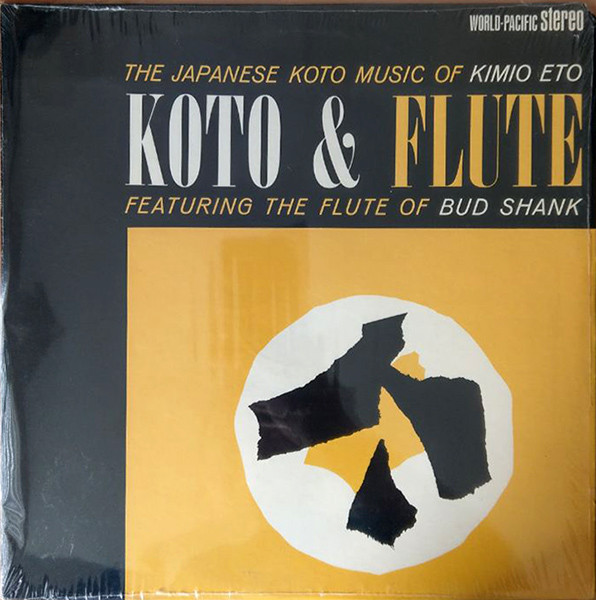 WORLD-PACIFIC stereo
THE JAPANESE KOTO MUSIC OF KIMIO ETO
KOTO & FLUTE
FEATURING THE FLUTE OF BUD SHANK